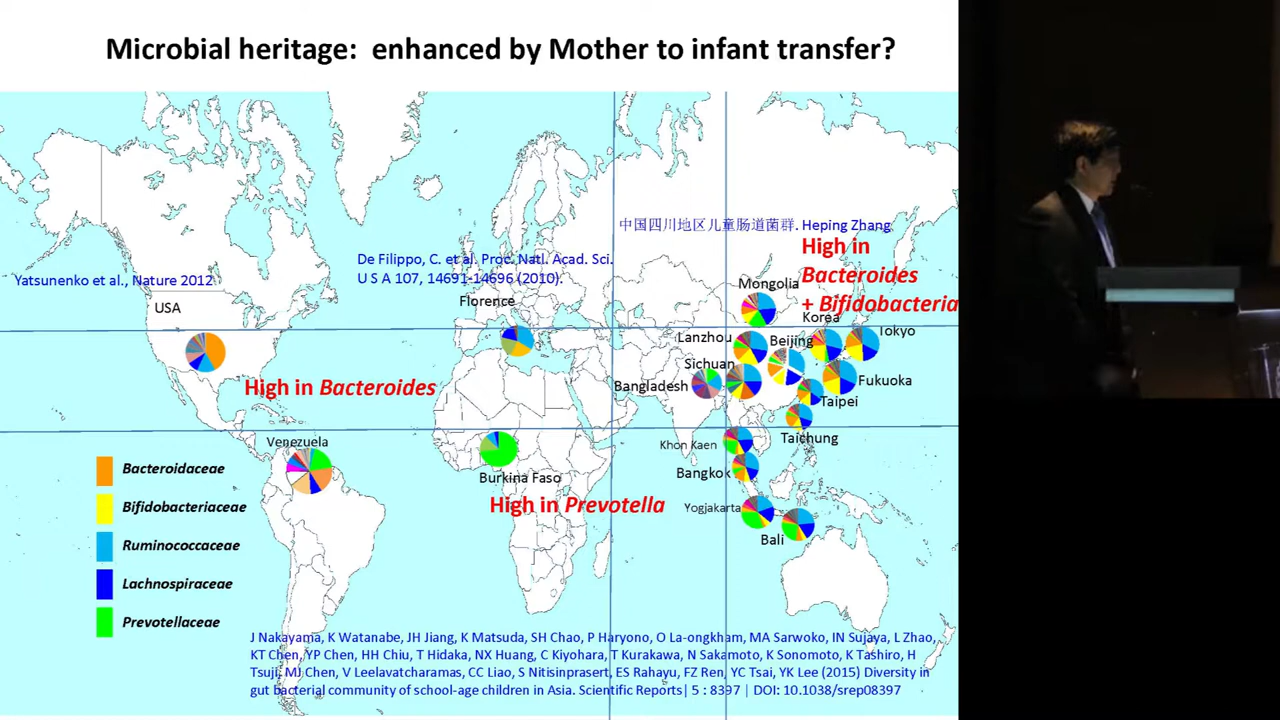 Microbial heritage: enhanced by Mother to infant transfer?
中国四川地区儿童肠道菌群. Heping Zhang
High in
Bacteroides
+ Bifidobacteria
De Filippo, C. et al. Proc. Natl. Acad. Sci.
U S A 107, 14691-14696 (2010).
Yatsunenko et al., Nature 2012
USA
Florence
Mongolia
Korea
Tokyo
Lanzhou
Beijing
Sichuan
Bangladesh
Fukuoka
Taipei
Taichung
High in Bacteroides
Venezuela
Khon Kaen
Bangkok
Burkina Faso
High in Prevotella
Yogjakarta
Bali
Bacteroidaceae
Bifidobacteriaceae
Ruminococcaceae
Lachnospiraceae
Prevotellaceae
J Nakayama, K Watanabe, JH Jiang, K Matsuda, SH Chao, P Haryono, O La-ongkham, MA Sarwoko, IN Sujaya, L Zhao,
KT Chen, YP Chen, HH Chiu, T Hidaka, NX Huang, C Kiyohara, T Kurakawa, N Sakamoto, K Sonomoto, K Tashiro, H
Tsuji, MJ Chen, V Leelavatcharamas, CC Liao, S Nitisinprasert, ES Rahayu, FZ Ren, YC Tsai, YK Lee (2015) Diversity in
gut bacterial community of school-age children in Asia. Scientific Reports| 5 : 8397 | DOI: 10.1038/srep08397